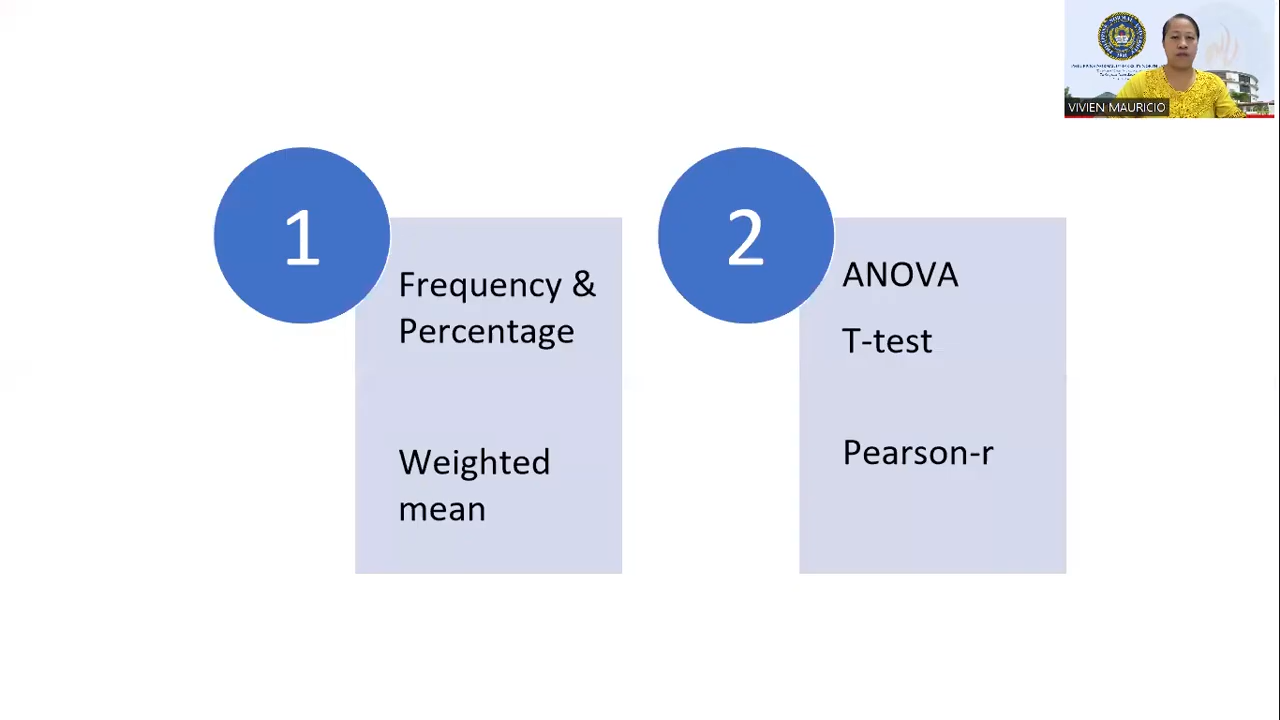 1
Frequency &
Percentage
Weighted
mean
2
ANOVA
T-test
Pearson-r
VIVIEN MAURICIO